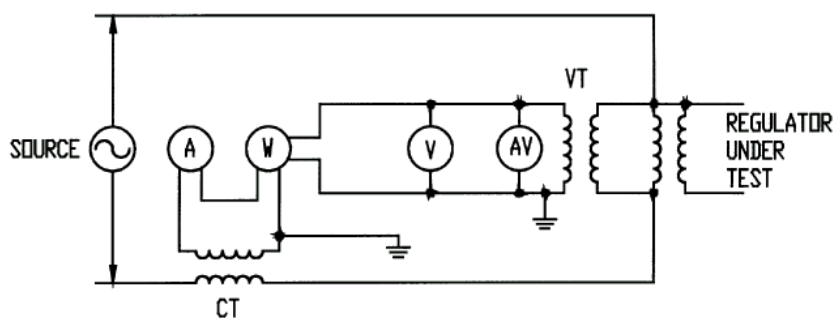 VT
SOURCE
A
W
V
AV
REGULATOR
UNDER
TEST
CT